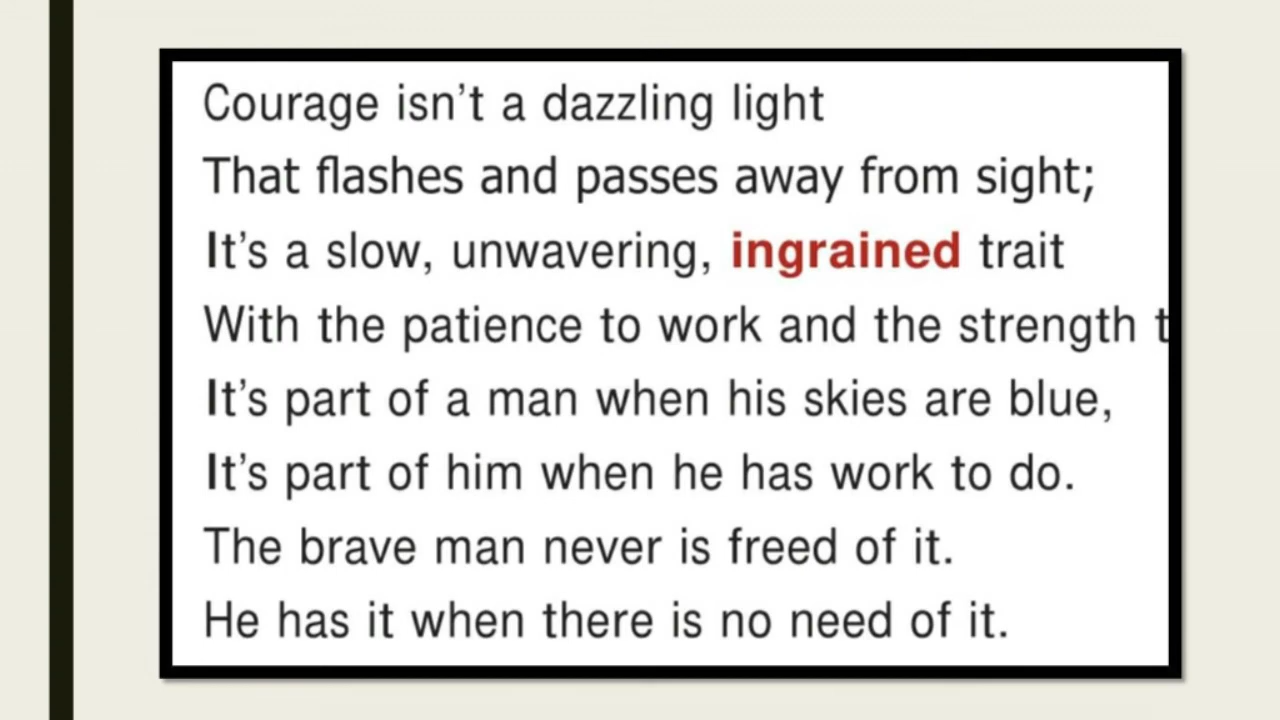 Courage isn't a dazzling light
That flashes and passes away from sight;
It's a slow, unwavering, ingrained trait
With the patience to work and the strength t
It's part of a man when his skies are blue,
It's part of him when he has work to do.
The brave man never is freed of it.
He has it when there is no need of it.